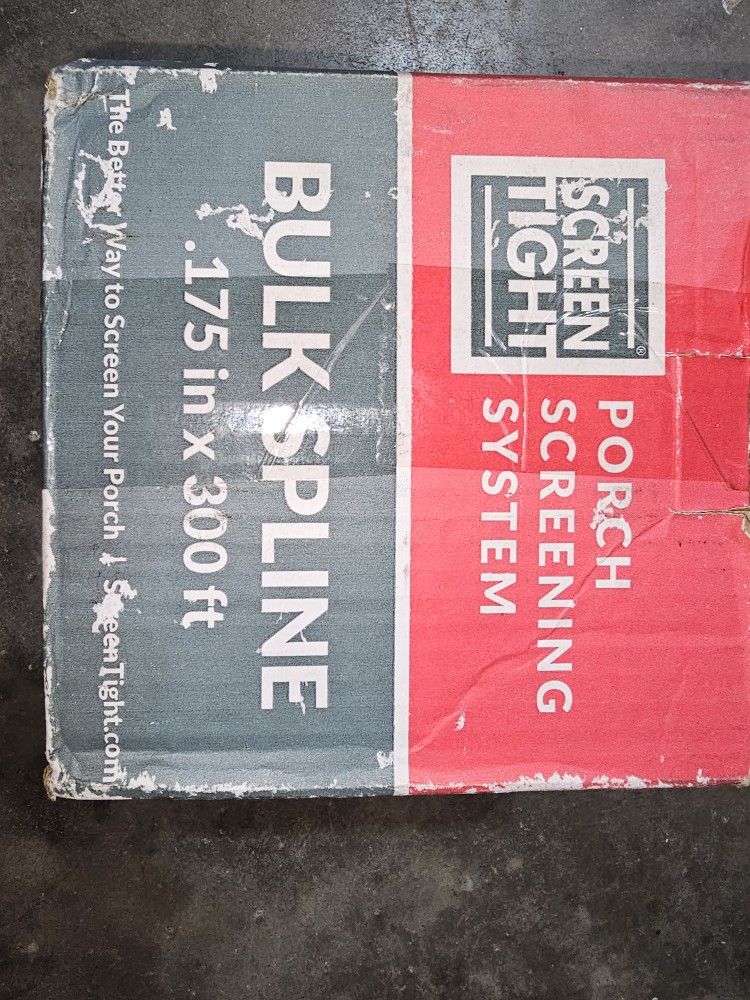 SCREEN
TIGHT®
PORCH
SCREENING
SYSTEM
BULK SPLINE
.175 in x 300 ft
The Better Way to Screen Your Porch | ScreenTight.com